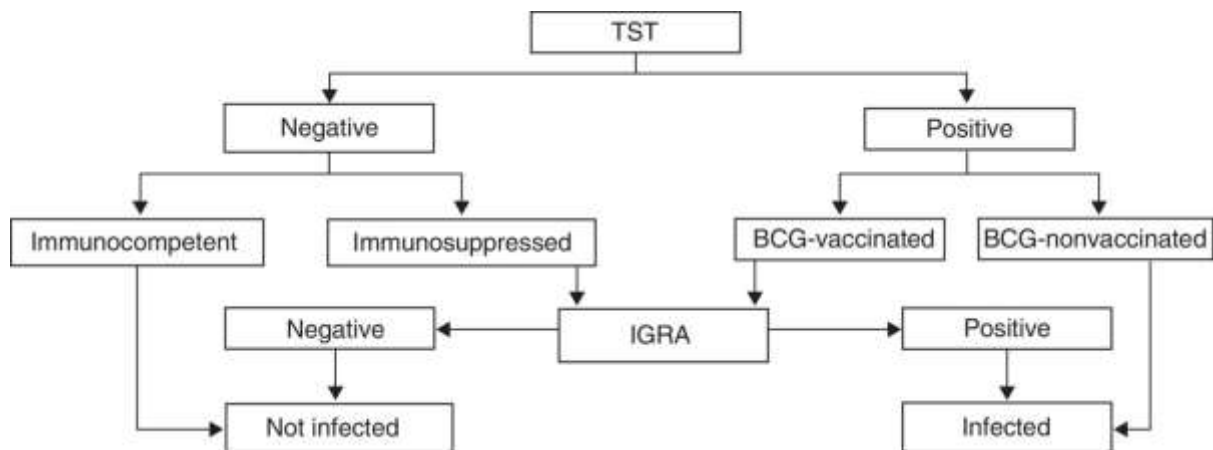 TST
Negative
Positive
Immunocompetent
Immunosuppressed
BCG-vaccinated
BCG-nonvaccinated
Negative
IGRA
Positive
Not infected
Infected